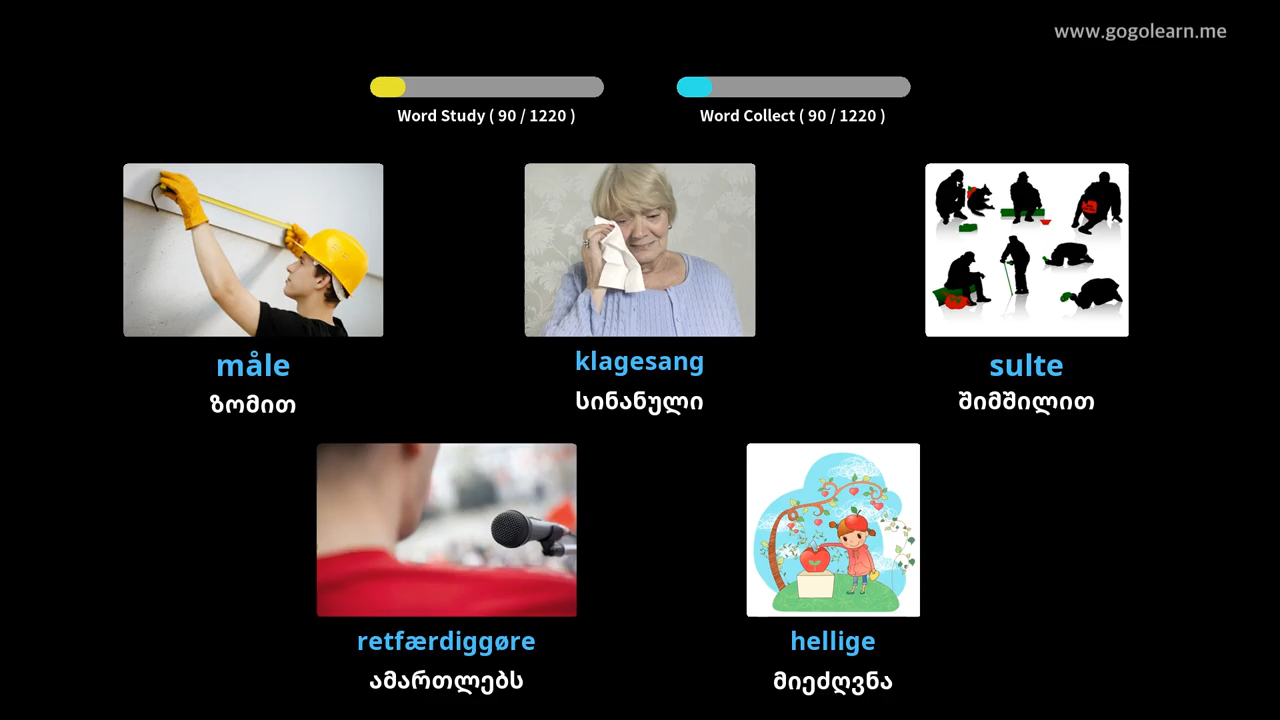 www.gogolearn.me
Word Study ( 90 / 1220 )
Word Collect ( 90 / 1220 )
måle
ზომით
klagesang
სინანული
sulte
შიმშილით
retfærdiggøre
ამართლებს
hellige
მიეძღვნა